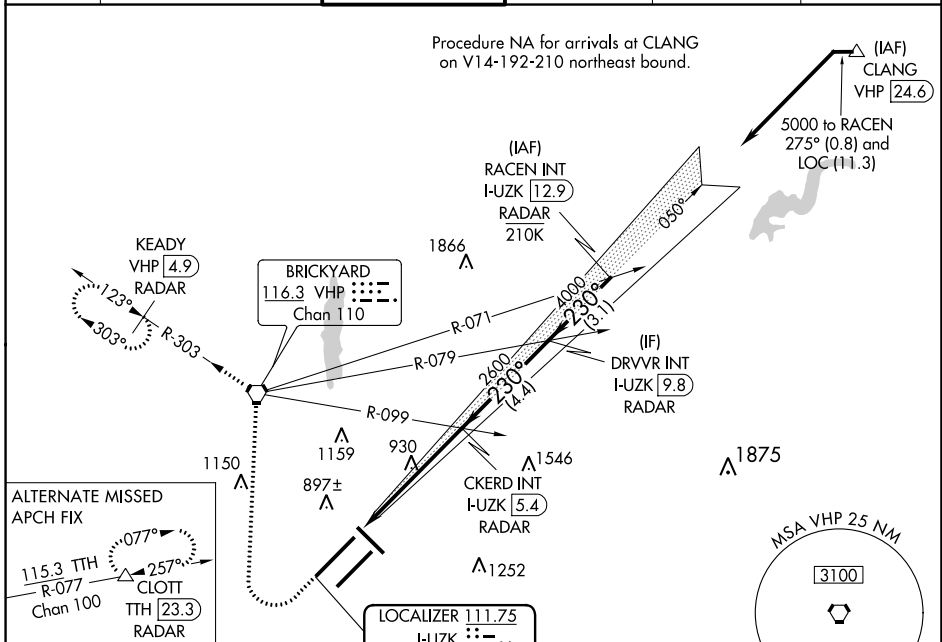 Procedure NA for arrivals at CLANG
on V14-192-210 northeast bound.
(IAF)
CLANG
VHP 24.6
5000 to RACEN
275° (0.8) and
LOC (11.3)
(IAF)
RACEN INT
I-UZK 12.9
RADAR
210K
050°
1866
KEADY
VHP 4.9
RADAR
BRICKYARD
116.3 VHP
Chan 110
123°
303°
R-303
R-071
4000
230°
(3.1)
R-079
(IF)
DRVVR INT
I-UZK 9.8
RADAR
2600
230°
(4.4)
R-099
1159
930
1546
1875
1150
897±
CKERD INT
I-UZK 5.4
RADAR
ALTERNATE MISSED
APCH FIX
077°
115.3 TTH
R-077
Chan 100
257°
CLOTT
TTH 23.3
RADAR
1252
MSA VHP 25 NM
3100
LOCALIZER 111.75
I-UZK